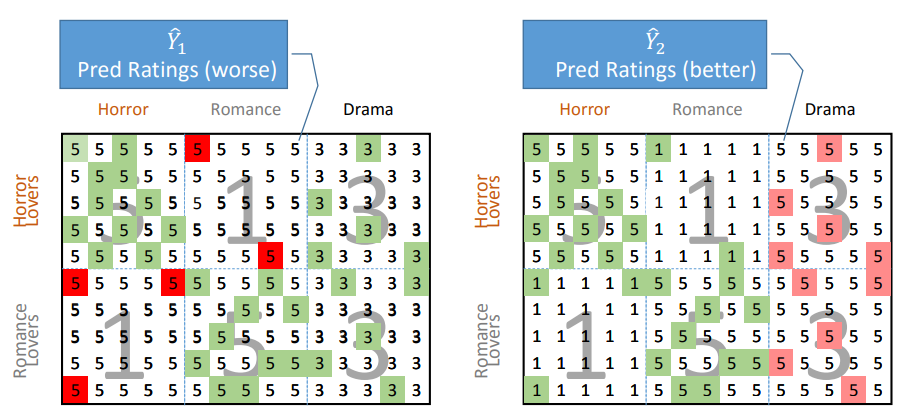 Ŷ₁
Pred Ratings (worse)
Horror Romance Drama
Horror
Lovers
5 5 5 5 5 5 5 5 5 5 3 3 3 3 3
5 5 5 5 5 5 5 5 5 5 3 3 3 3 3
5 5 5 5 5 5 5 5 5 5 3 3 3 3 3
5 5 5 5 5 5 5 5 5 5 3 3 3 3 3
5 5 5 5 5 5 5 5 5 5 3 3 3 3 3
5 1 3
Romance
Lovers
5 5 5 5 5 5 5 5 5 5 3 3 3 3 3
5 5 5 5 5 5 5 5 5 5 3 3 3 3 3
5 5 5 5 5 5 5 5 5 5 3 3 3 3 3
5 5 5 5 5 5 5 5 5 5 3 3 3 3 3
5 5 5 5 5 5 5 5 5 5 3 3 3 3 3
1 5 3
Ŷ₂
Pred Ratings (better)
Horror Romance Drama
Horror
Lovers
5 5 5 5 5 1 1 1 1 1 5 5 5 5 5
5 5 5 5 5 1 1 1 1 1 5 5 5 5 5
5 5 5 5 5 1 1 1 1 1 5 5 5 5 5
5 5 5 5 5 1 1 1 1 1 5 5 5 5 5
5 5 5 5 5 1 1 1 1 1 5 5 5 5 5
5 1 3
Romance
Lovers
1 1 1 1 1 5 5 5 5 5 5 5 5 5 5
1 1 1 1 1 5 5 5 5 5 5 5 5 5 5
1 1 1 1 1 5 5 5 5 5 5 5 5 5 5
1 1 1 1 1 5 5 5 5 5 5 5 5 5 5
1 1 1 1 1 5 5 5 5 5 5 5 5 5 5
1 5 3